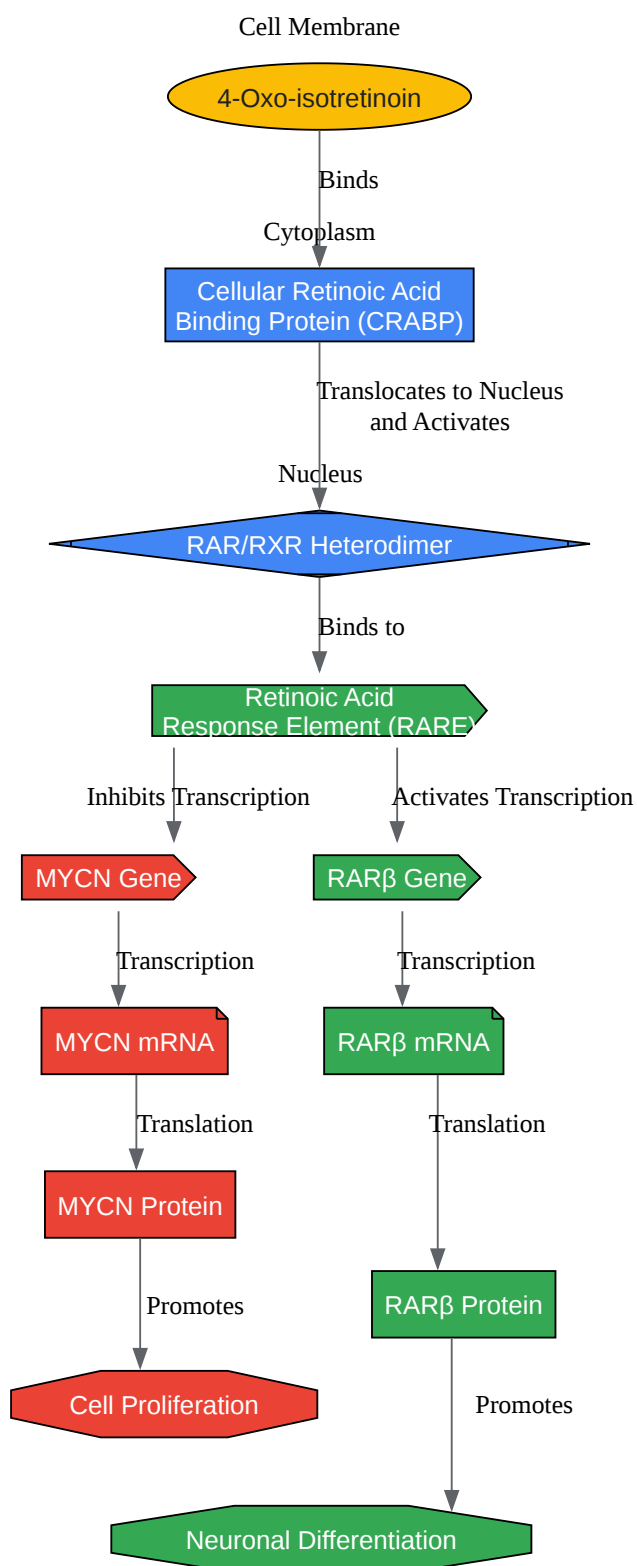 Cell Membrane
4-Oxo-isotretinoin
Binds
Cytoplasm
Cellular Retinoic Acid
Binding Protein (CRABP)
Translocates to Nucleus
and Activates
Nucleus
RAR/RXR Heterodimer
Binds to
Retinoic Acid
Response Element (RARE)
Inhibits Transcription
Activates Transcription
MYCN Gene
RARβ Gene
Transcription
Transcription
MYCN mRNA
RARβ mRNA
Translation
Translation
MYCN Protein
RARβ Protein
Promotes
Cell Proliferation
Promotes
Neuronal Differentiation